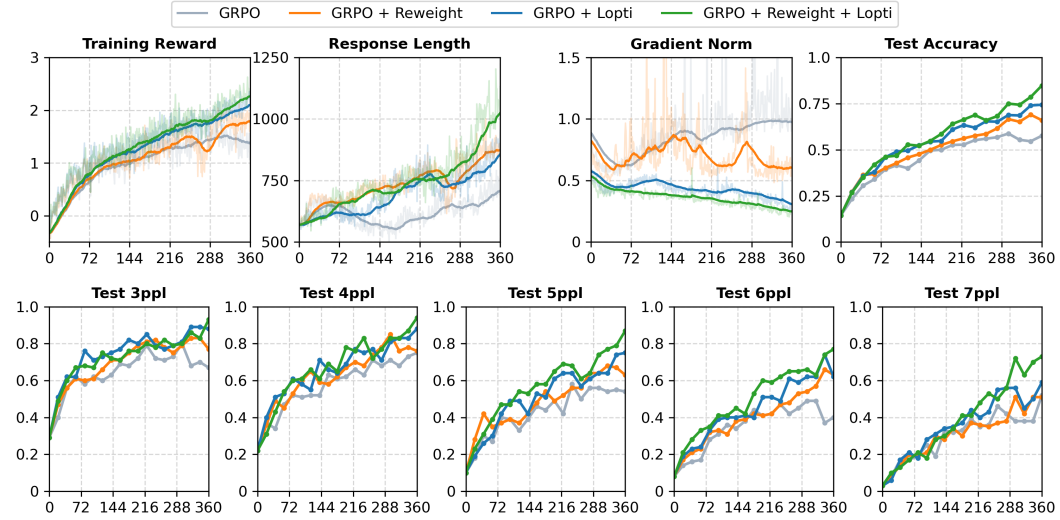 GRPO GRPO + Reweight GRPO + Lopti GRPO + Reweight + Lopti
Training Reward Response Length Gradient Norm Test Accuracy
3 1250 1.5 1.0
2 1000 1.0 0.75
1 750 0.5 0.5
0 0.25
500 0 0
0 72 144 216 288 360 0 72 144 216 288 360 0 72 144 216 288 360 0 72 144 216 288 360
Test 3ppl Test 4ppl Test 5ppl Test 6ppl Test 7ppl
1.0 1.0 1.0 1.0 1.0
0.8 0.8 0.8 0.8 0.8
0.6 0.6 0.6 0.6 0.6
0.4 0.4 0.4 0.4 0.4
0.2 0.2 0.2 0.2 0.2
0 0 0 0 0
0 72 144 216 288 360 0 72 144 216 288 360 0 72 144 216 288 360 0 72 144 216 288 360 0 72 144 216 288 360